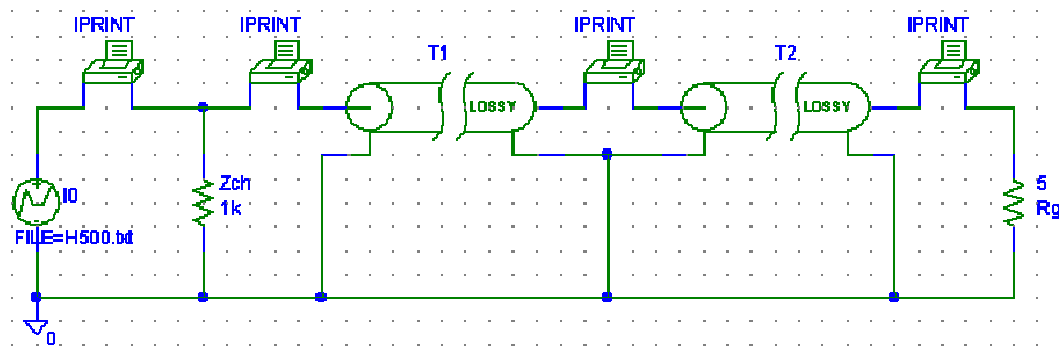 IPRINT IPRINT IPRINT IPRINT
T1 T2
LOSSY LOSSY
Zch 5
I0 1k Rg
FILE=H500.txt
0